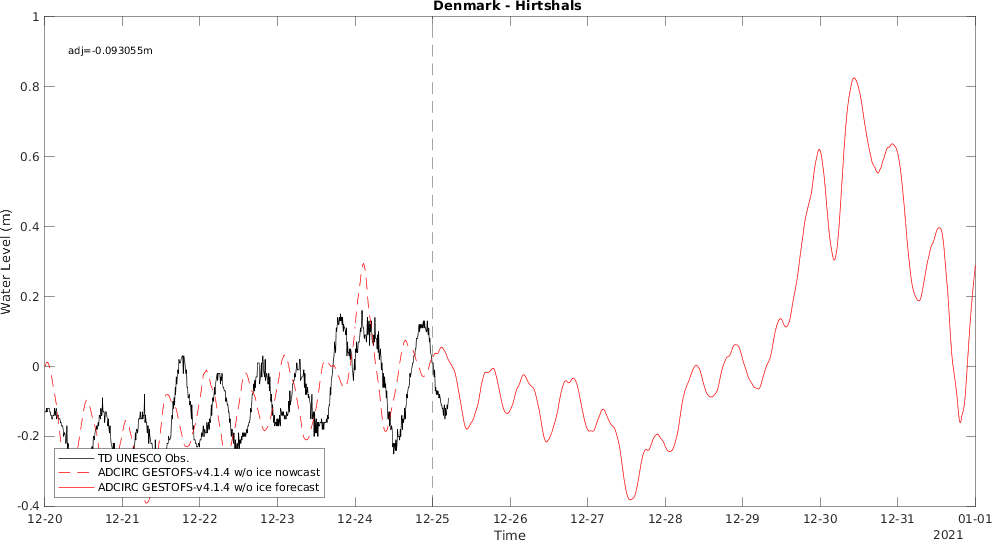 Denmark - Hirtshals
adj=-0.093055m
Water Level (m)
1
0.8
0.6
0.4
0.2
0
-0.2
-0.4
TD UNESCO Obs.
ADCIRC GESTOFS-v4.1.4 w/o ice nowcast
ADCIRC GESTOFS-v4.1.4 w/o ice forecast
12-20 12-21 12-22 12-23 12-24 12-25 12-26 12-27 12-28 12-29 12-30 12-31 01-01
Time
2021